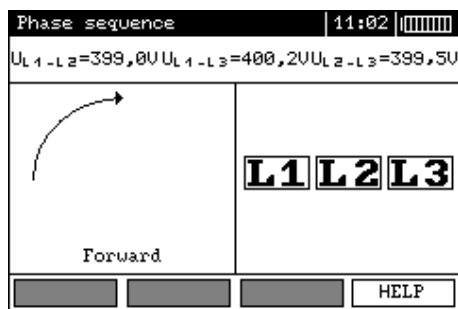 Phase sequence 11:02
UL1-L2=399,0V UL1-L3=400,2V UL2-L3=399,5V
L1 L2 L3
Forward
HELP